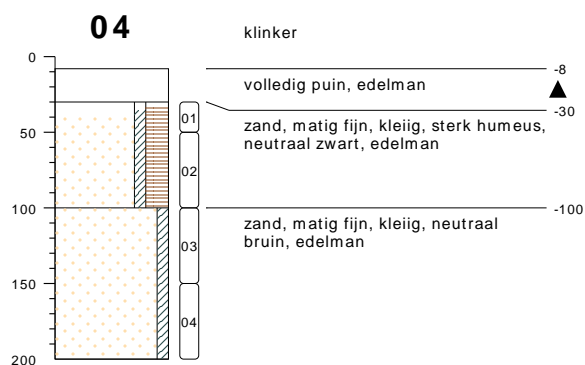 04
klinker
0
-8
volledig puin, edelman
-30
01
zand, matig fijn, kleiig, sterk humeus,
neutraal zwart, edelman
50
02
100
-100
zand, matig fijn, kleiig, neutraal
bruin, edelman
03
150
04
200